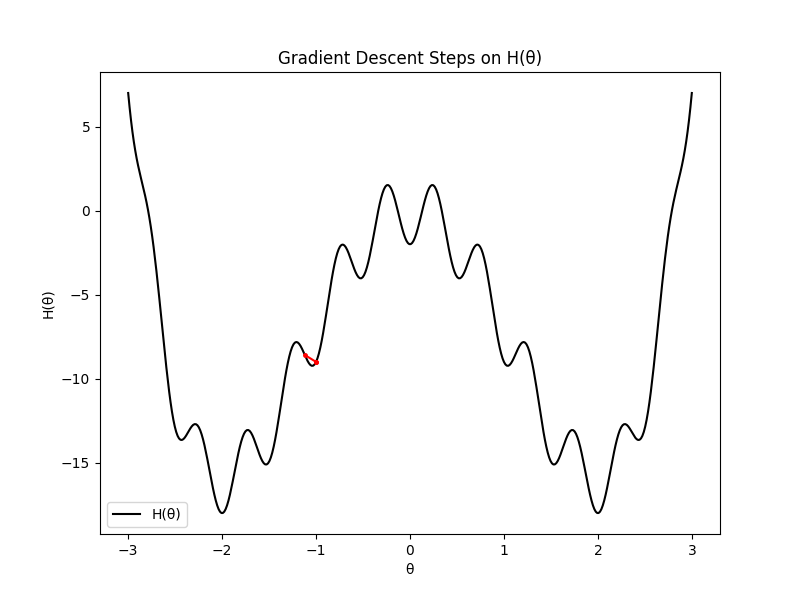 Gradient Descent Steps on H(θ)
H(θ)
5
0
−5
−10
−15
H(θ)
−3 −2 −1 0 1 2 3
θ